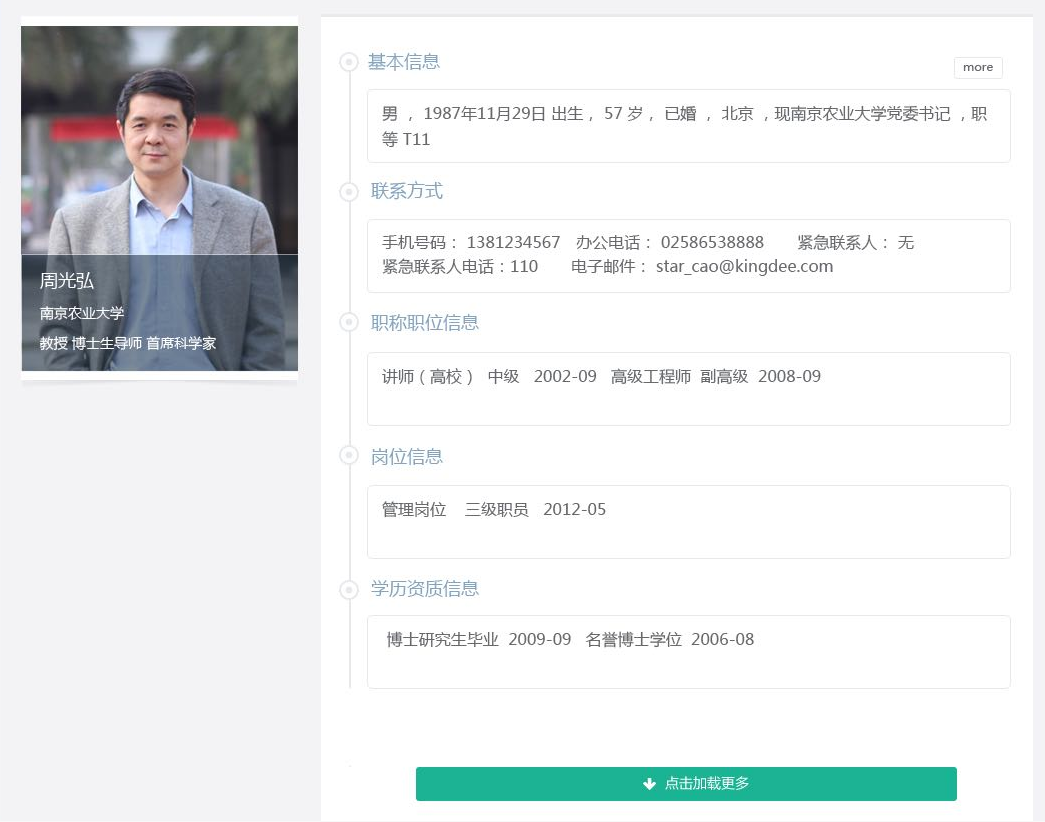 周光弘
南京农业大学
教授 博士生导师 首席科学家
基本信息
more
男 ， 1987年11月29日 出生， 57 岁， 已婚 ， 北京 ，现南京农业大学党委书记 ，职
等 T11
联系方式
手机号码： 1381234567 办公电话： 02586538888 紧急联系人： 无
紧急联系人电话：110 电子邮件： star_cao@kingdee.com
职称职位信息
讲师（高校） 中级 2002-09 高级工程师 副高级 2008-09
岗位信息
管理岗位 三级职员 2012-05
学历资质信息
博士研究生毕业 2009-09 名誉博士学位 2006-08
点击加载更多